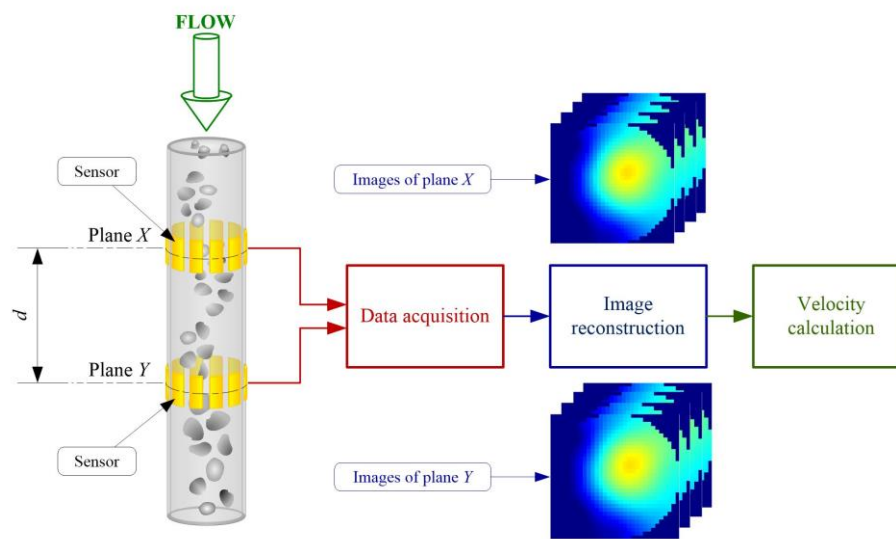 FLOW
Sensor
Images of plane X
Plane X
d
Data acquisition
Image
reconstruction
Velocity
calculation
Plane Y
Sensor
Images of plane Y